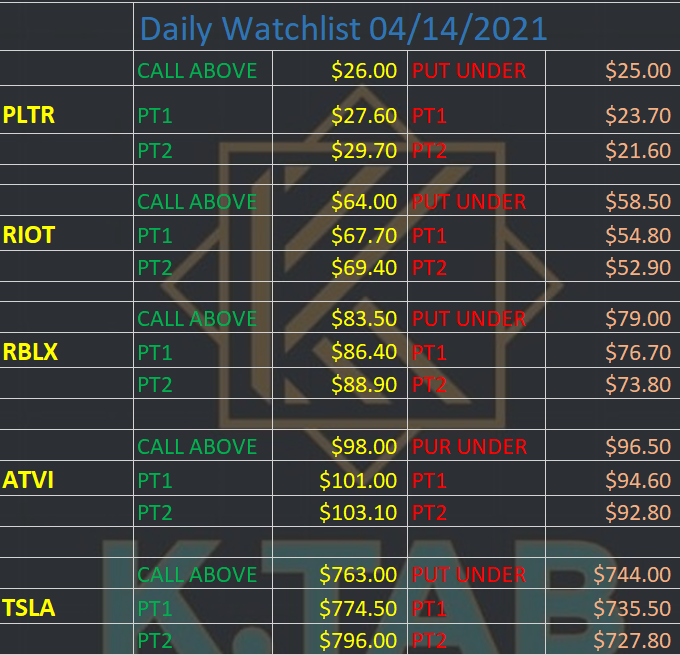 Daily Watchlist 04/14/2021
CALL ABOVE $26.00 PUT UNDER $25.00
PLTR PT1 $27.60 PT1 $23.70
PT2 $29.70 PT2 $21.60
CALL ABOVE $64.00 PUT UNDER $58.50
RIOT PT1 $67.70 PT1 $54.80
PT2 $69.40 PT2 $52.90
CALL ABOVE $83.50 PUT UNDER $79.00
RBLX PT1 $86.40 PT1 $76.70
PT2 $88.90 PT2 $73.80
CALL ABOVE $98.00 PUR UNDER $96.50
ATVI PT1 $101.00 PT1 $94.60
PT2 $103.10 PT2 $92.80
CALL ABOVE $763.00 PUT UNDER $744.00
TSLA PT1 $774.50 PT1 $735.50
PT2 $796.00 PT2 $727.80
K.TAB